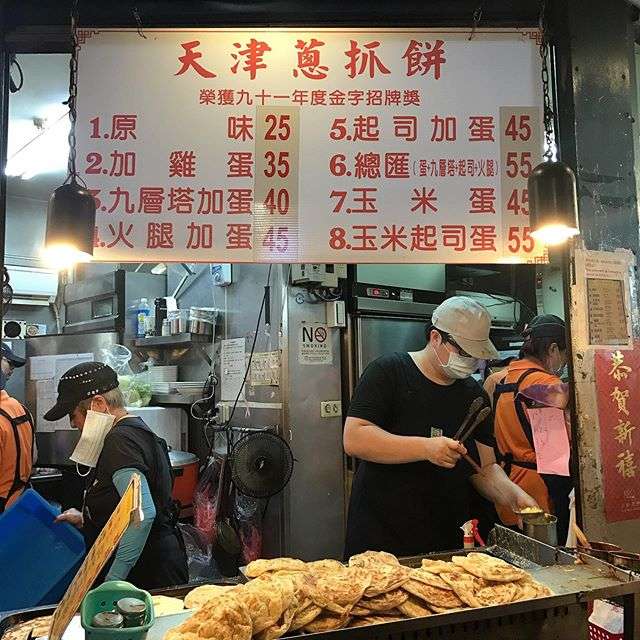 天津蔥抓餅
榮獲九十一年度金字招牌獎
1.原味 25
2.加雞蛋 35
3.九層塔加蛋 40
4.火腿加蛋 45
5.起司加蛋 45
6.總匯(蛋+九層塔+起司+火腿) 55
7.玉米蛋 45
8.玉米起司蛋 55
NO
SMOKING
恭賀新禧